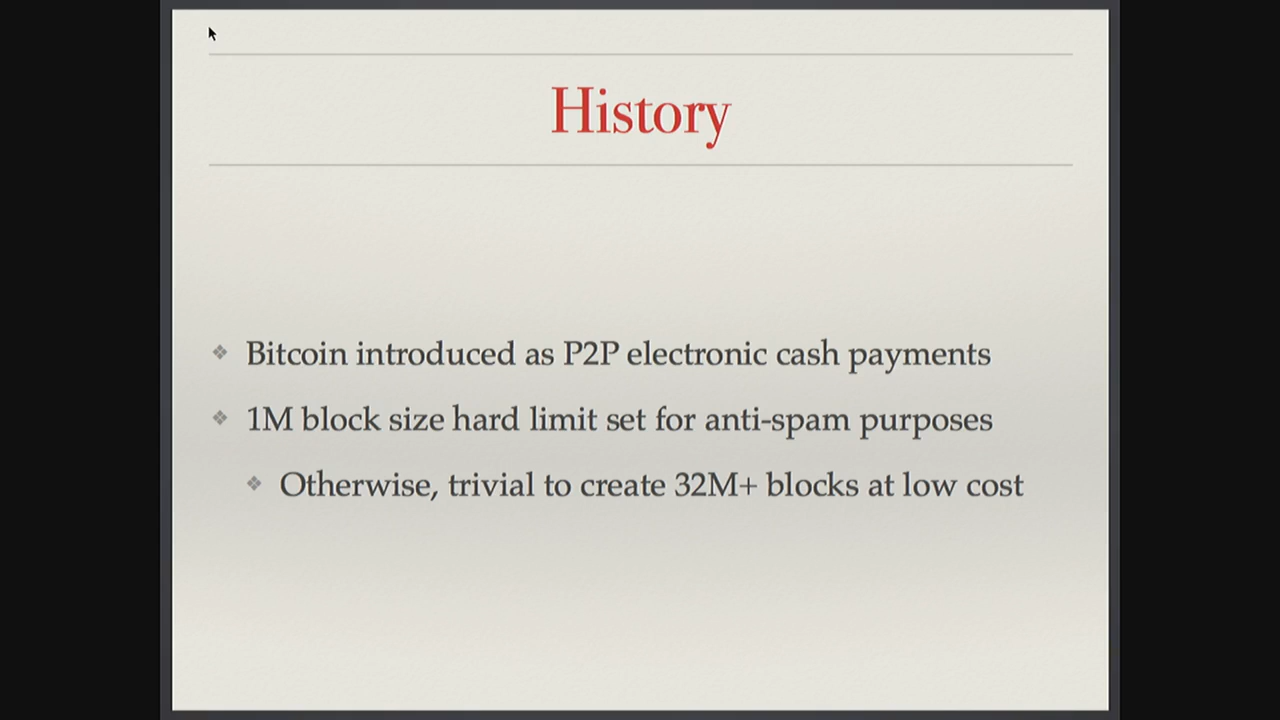 History
Bitcoin introduced as P2P electronic cash payments
1M block size hard limit set for anti-spam purposes
Otherwise, trivial to create 32M+ blocks at low cost